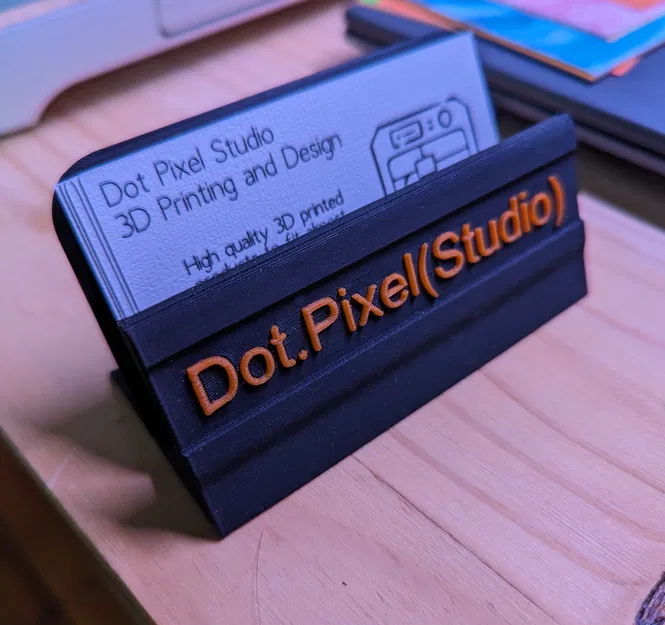 Dot Pixel Studio
3D Printing and Design
High quality 3D printed
Dot.Pixel(Studio)